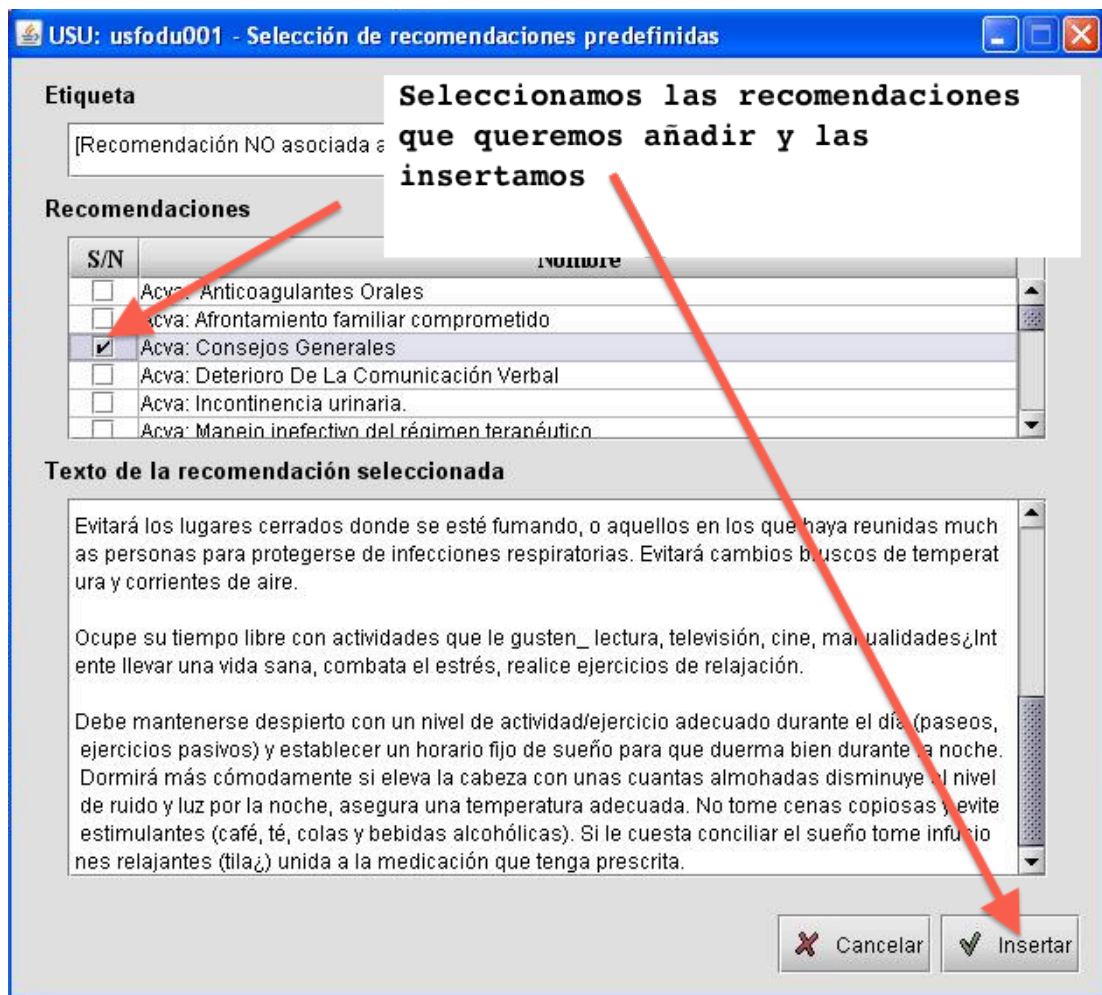 USU: usfodu001 - Selección de recomendaciones predefinidas
Etiqueta
[Recomendación NO asociada a
Seleccionamos las recomendaciones
que queremos añadir y las
insertamos
Recomendaciones
S/N Nombre
Acva: Anticoagulantes Orales
Acva: Afrontamiento familiar comprometido
Acva: Consejos Generales
Acva: Deterioro De La Comunicación Verbal
Acva: Incontinencia urinaria.
Acva: Manejo inefectivo del régimen terapéutico
Texto de la recomendación seleccionada
Evitará los lugares cerrados donde se esté fumando, o aquellos en los que haya reunidas much
as personas para protegerse de infecciones respiratorias. Evitará cambios bruscos de temperat
ura y corrientes de aire.
Ocupe su tiempo libre con actividades que le gusten_ lectura, televisión, cine, manualidades¿Int
ente llevar una vida sana, combata el estrés, realice ejercicios de relajación.
Debe mantenerse despierto con un nivel de actividad/ejercicio adecuado durante el día (paseos,
ejercicios pasivos) y establecer un horario fijo de sueño para que duerma bien durante la noche.
Dormirá más cómodamente si eleva la cabeza con unas cuantas almohadas disminuye el nivel
de ruido y luz por la noche, asegura una temperatura adecuada. No tome cenas copiosas y evite
estimulantes (café, té, colas y bebidas alcohólicas). Si le cuesta conciliar el sueño tome infusio
nes relajantes (tila¿) unida a la medicación que tenga prescrita.
Cancelar
Insertar